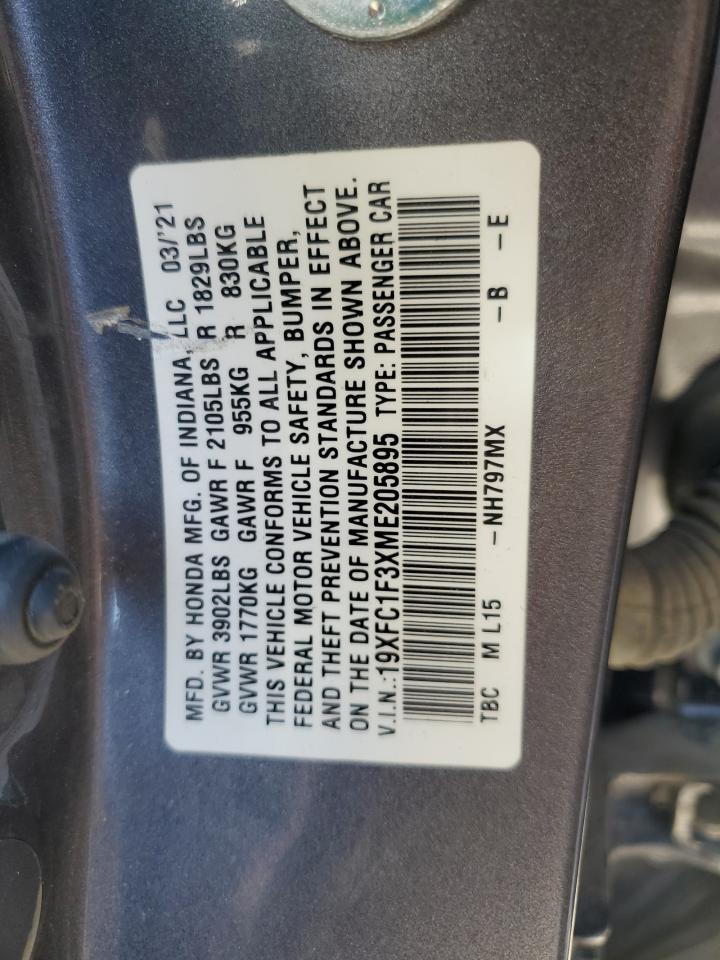 MFD. BY HONDA MFG. OF INDIANA, LLC 03/'21
GVWR 3902LBS GAWR F 2105LBS R 1829LBS
GVWR 1770KG GAWR F 955KG R 830KG
THIS VEHICLE CONFORMS TO ALL APPLICABLE
FEDERAL MOTOR VEHICLE SAFETY, BUMPER,
AND THEFT PREVENTION STANDARDS IN EFFECT
ON THE DATE OF MANUFACTURE SHOWN ABOVE.
V.I.N.:19XFC1F3XME205895 TYPE: PASSENGER CAR
TBC M L15 -NH797MX -B -E